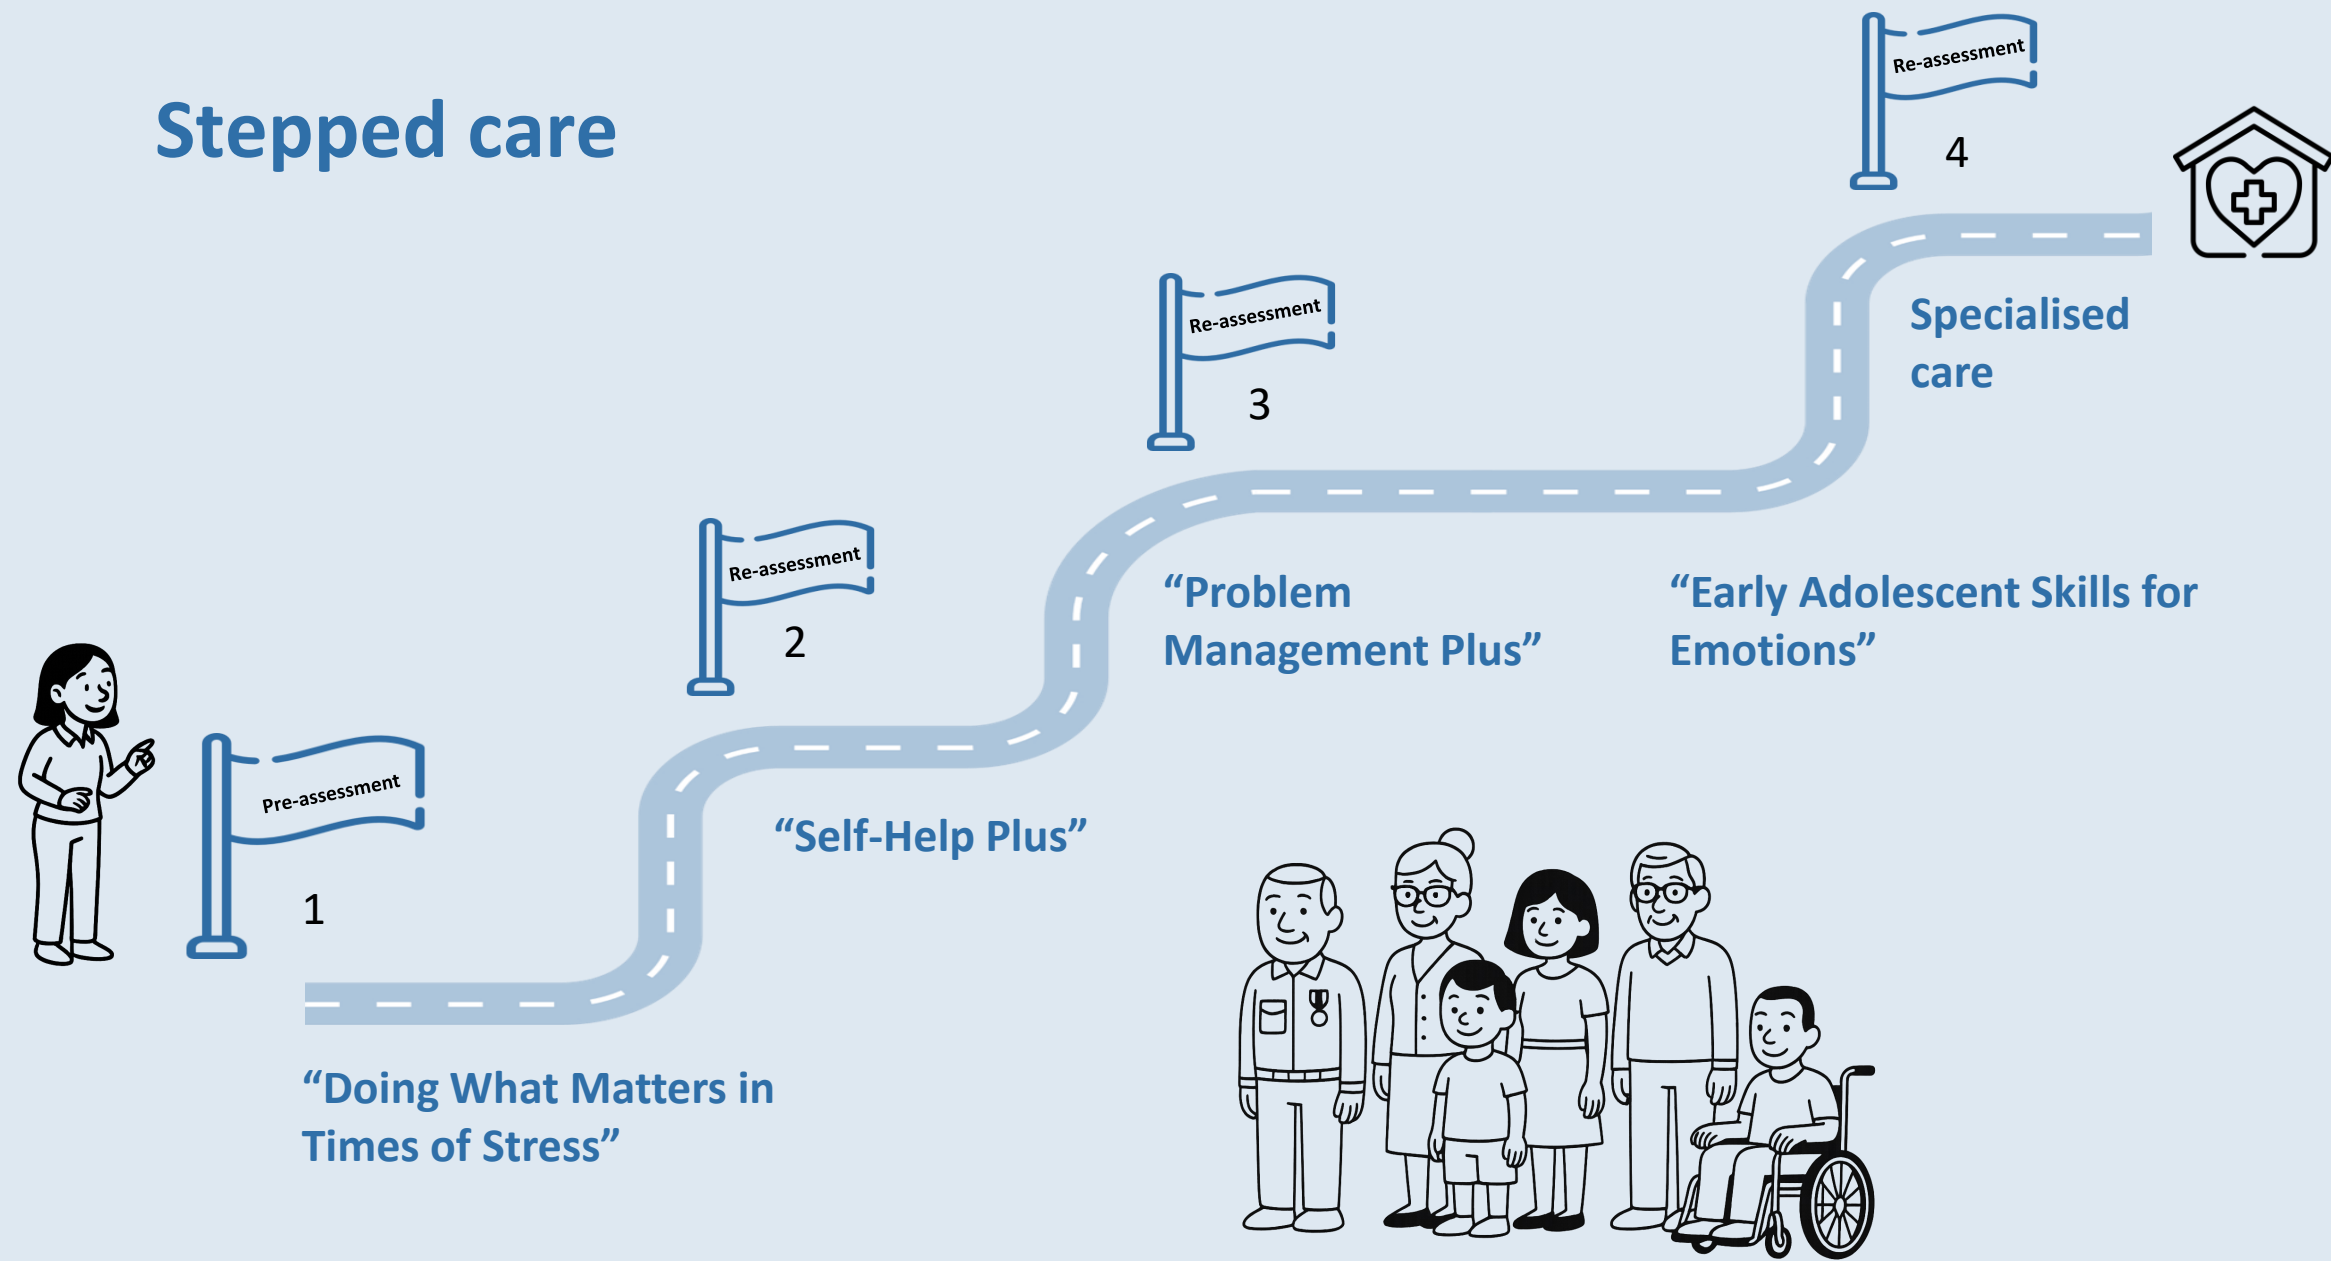 Stepped care
Pre-assessment
1
“Doing What Matters in
Times of Stress”
Re-assessment
2
“Self-Help Plus”
Re-assessment
3
“Problem
Management Plus”
“Early Adolescent Skills for
Emotions”
Re-assessment
4
Specialised
care